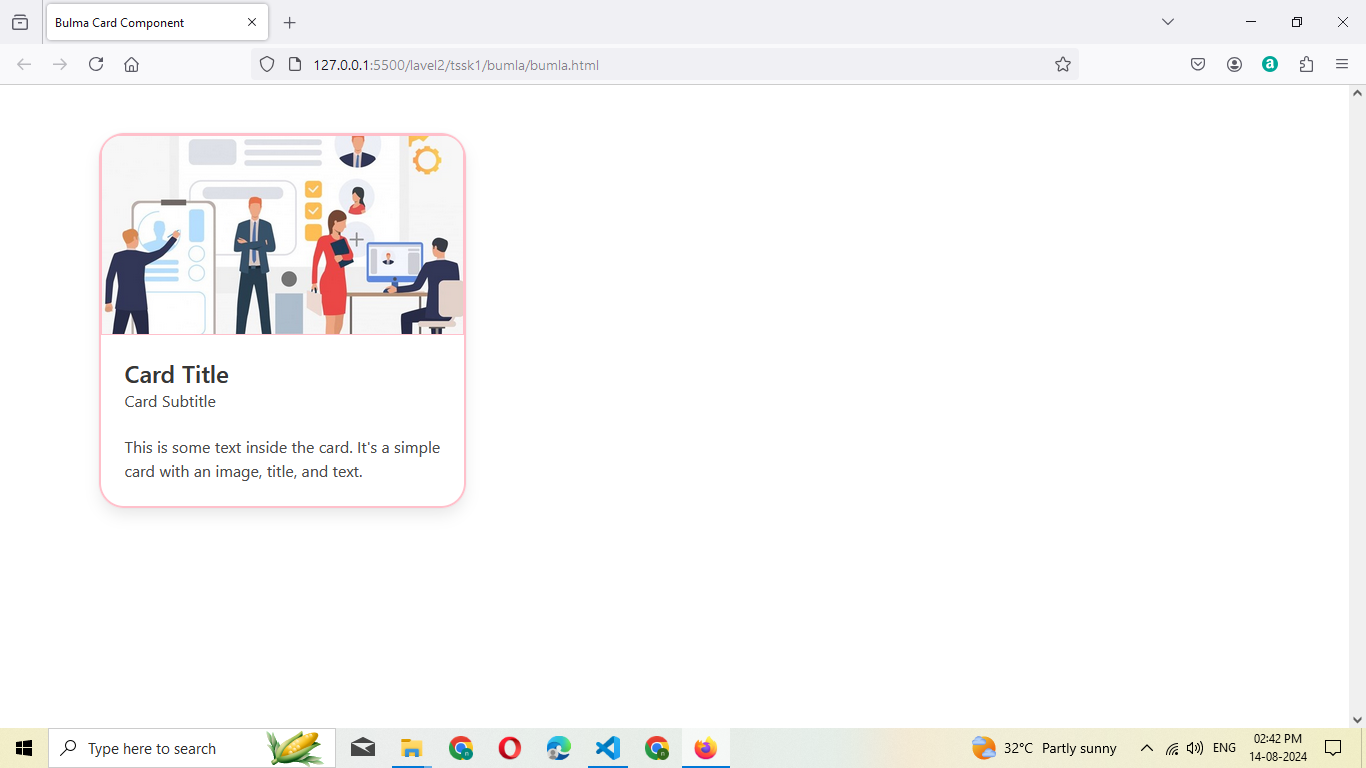 Bulma Card Component
127.0.0.1:5500/lavel2/tssk1/bumla/bumla.html
Card Title
Card Subtitle
This is some text inside the card. It's a simple
card with an image, title, and text.
Type here to search
32°C Partly sunny
ENG
02:42 PM
14-08-2024